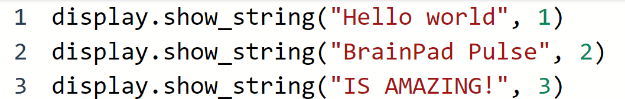 1 display.show_string("Hello world", 1)
2 display.show_string("BrainPad Pulse", 2)
3 display.show_string("IS AMAZING!", 3)